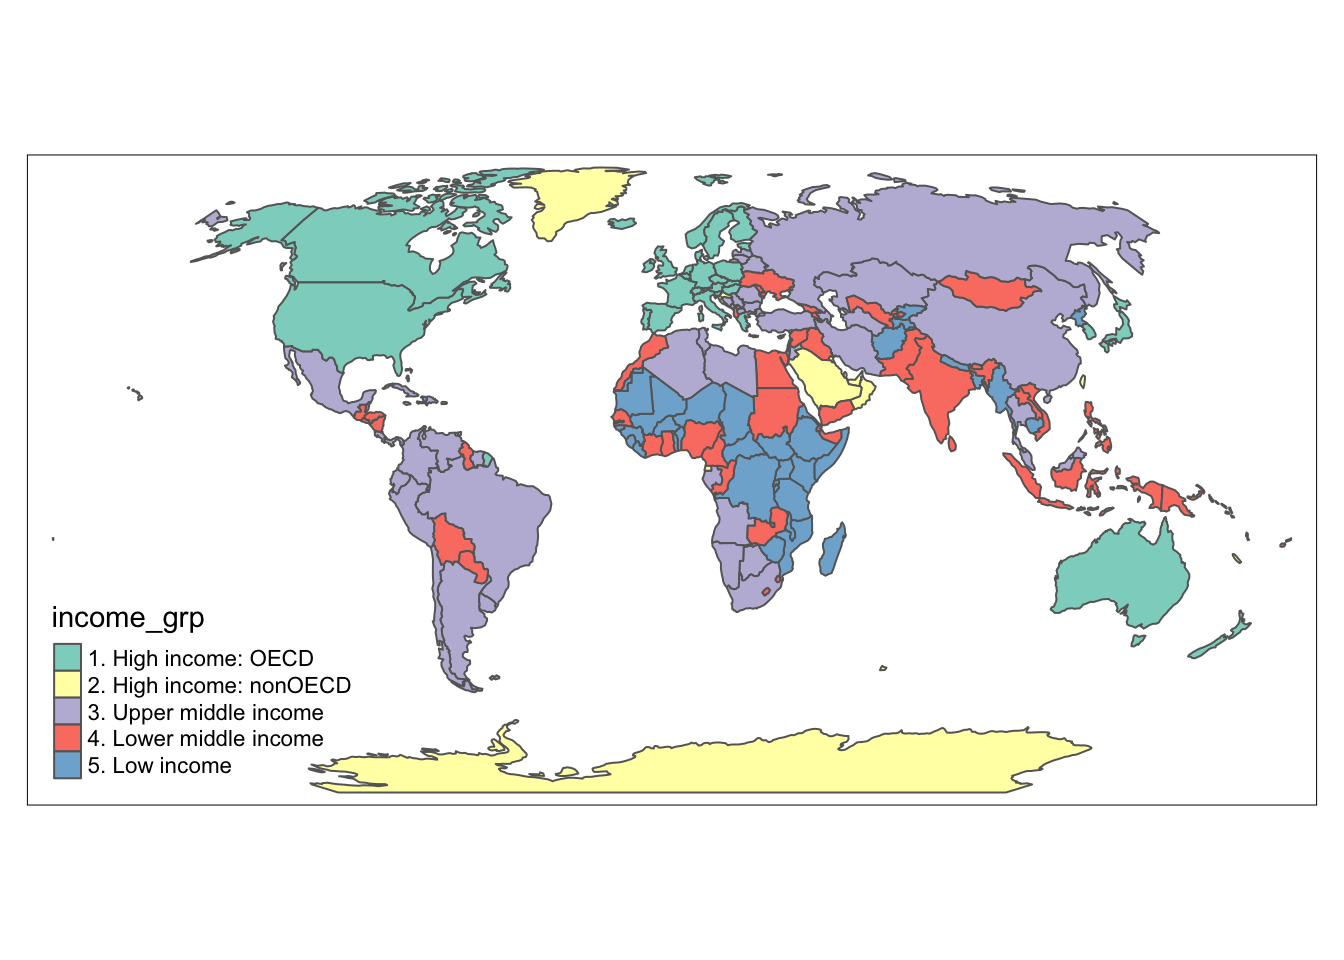 income_grp
1. High income: OECD
2. High income: nonOECD
3. Upper middle income
4. Lower middle income
5. Low income